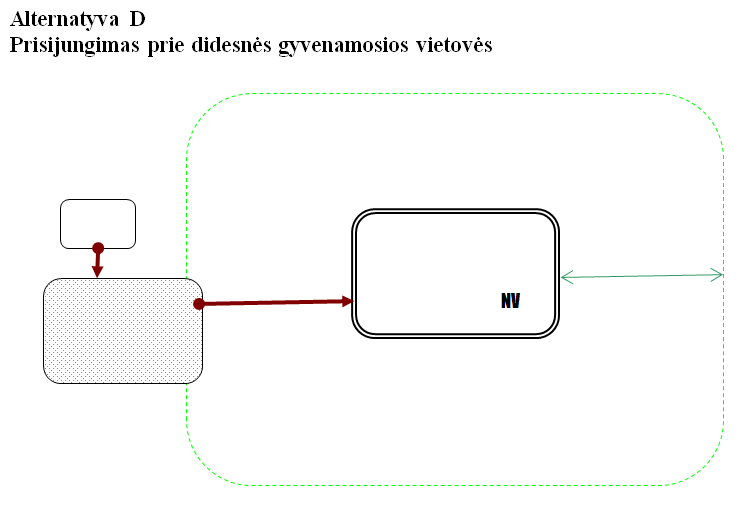 Alternatyva D
Prisijungimas prie didesnės gyvenamosios vietovės
NV